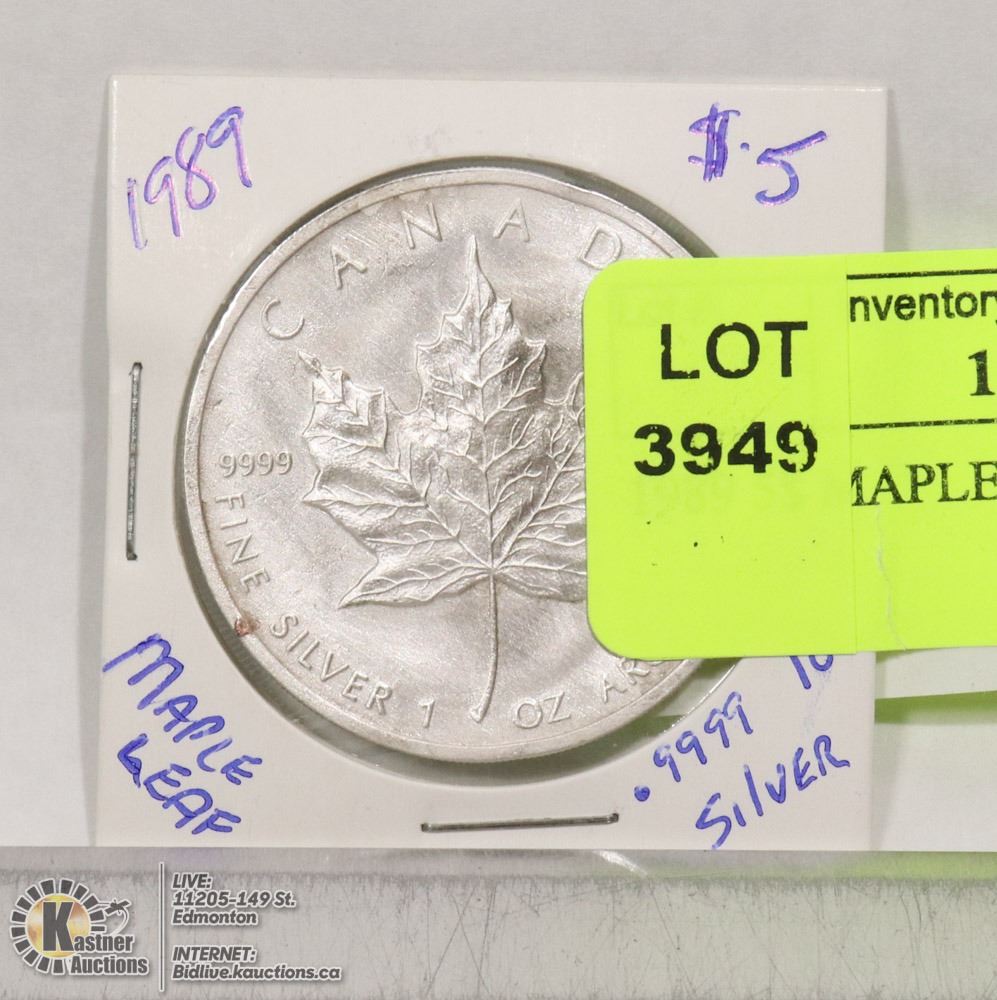 1989
$.5
CANAD
9999
FINE SILVER 1 OZ AR
LOT
3949
nventory
1
MAPLE
MAPLE
LEAF
.9999
SilVER
Kastner
Auctions
LIVE:
11205-149 St.
Edmonton
INTERNET:
Bidlive.kauctions.ca